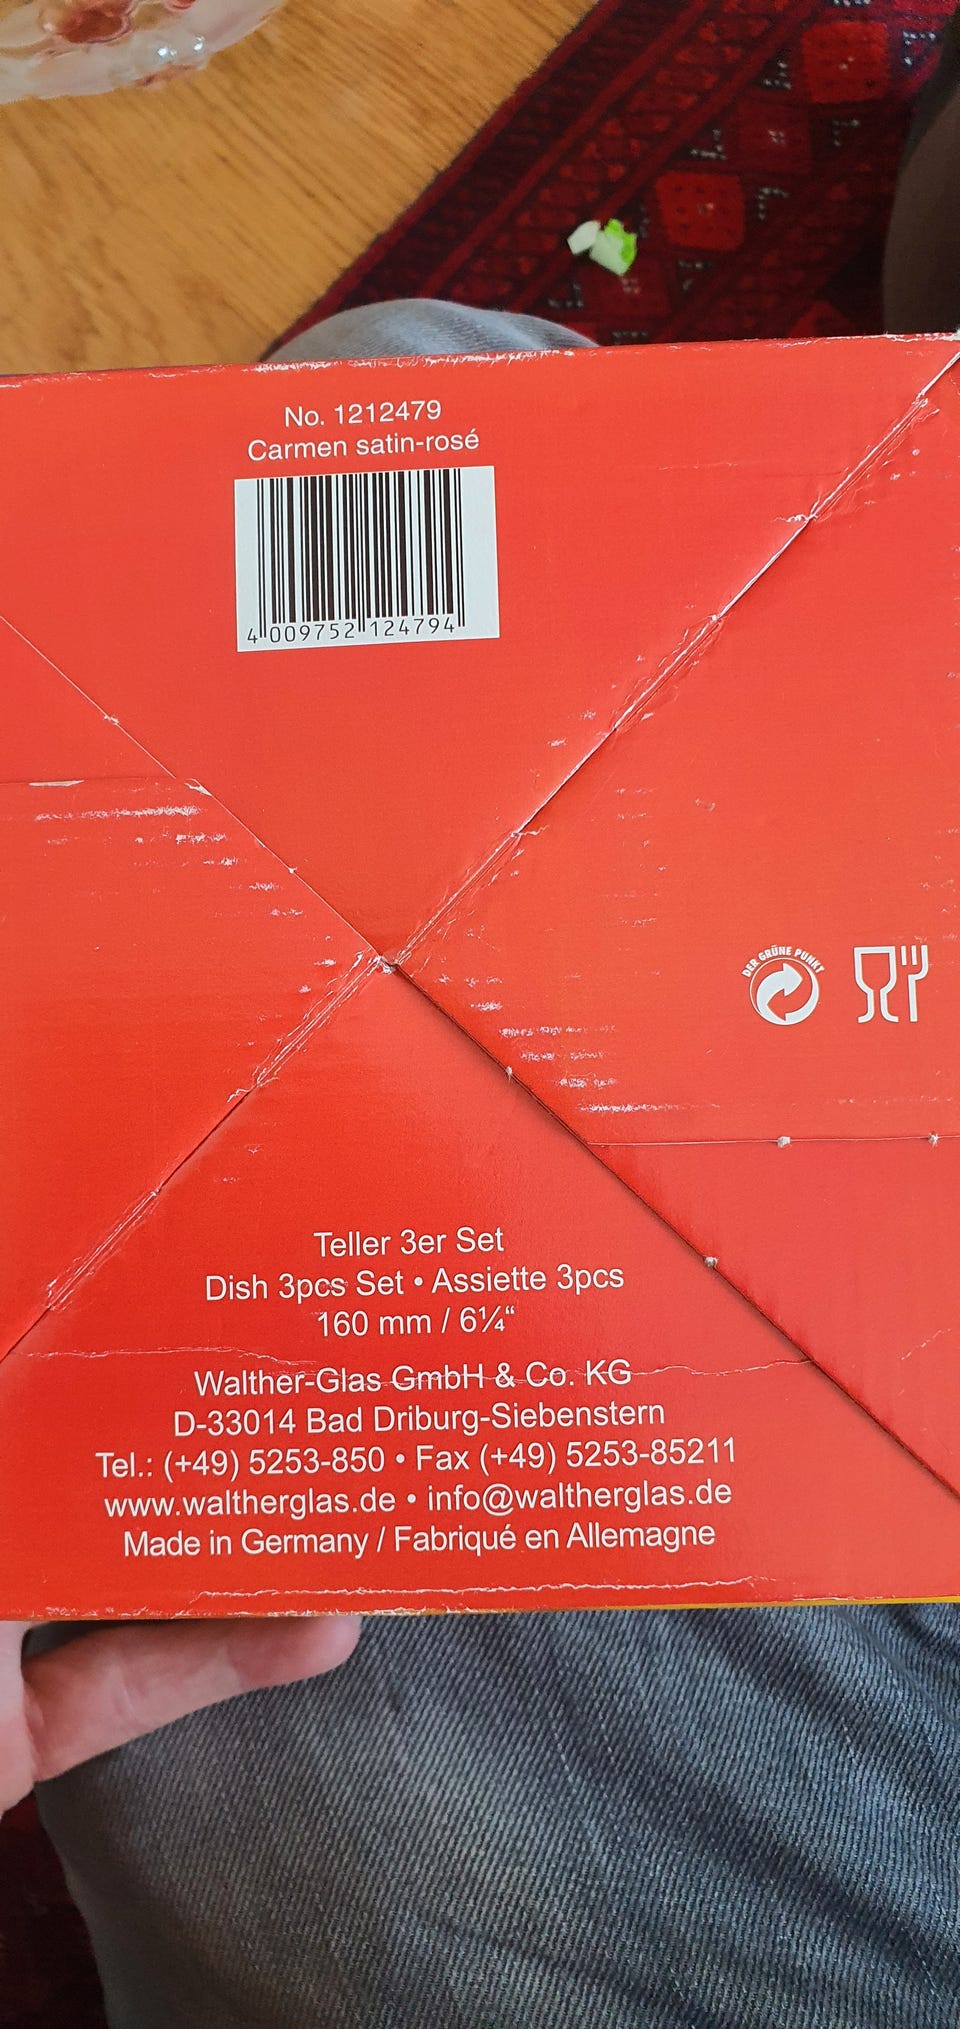 No. 1212479
Carmen satin-rosé
4 009752 124794
DER GRÜNE PUNKT
Teller 3er Set
Dish 3pcs Set • Assiette 3pcs
160 mm / 6¼“
Walther-Glas GmbH & Co. KG
D-33014 Bad Driburg-Siebenstern
Tel.: (+49) 5253-850 • Fax (+49) 5253-85211
www.waltherglas.de • info@waltherglas.de
Made in Germany / Fabriqué en Allemagne